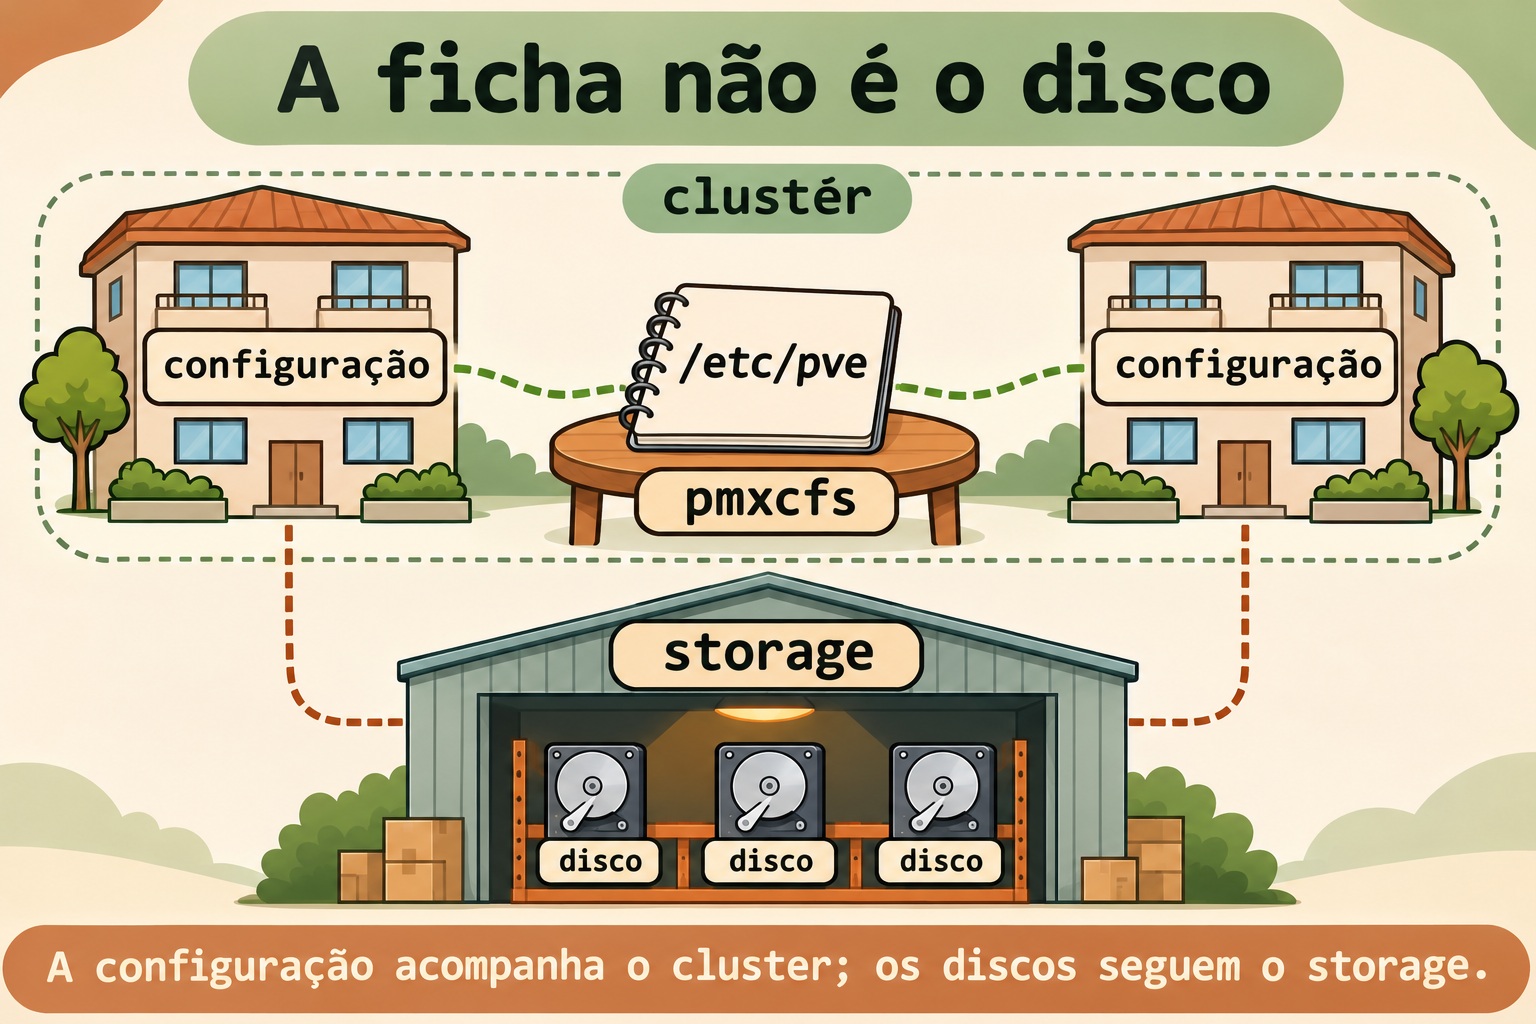 A ficha não é o disco
clustér
configuração
/etc/pve
configuração
pmxcfs
storage
disco
disco
disco
A configuração acompanha o cluster; os discos seguem o storage.